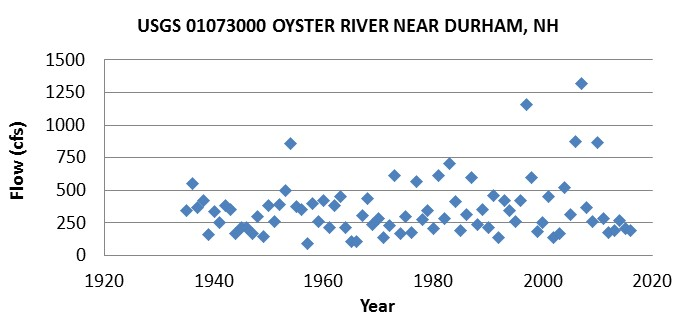 USGS 01073000 OYSTER RIVER NEAR DURHAM, NH
1500
1250
1000
750
500
250
0
Flow (cfs)
1920 1940 1960 1980 2000 2020
Year